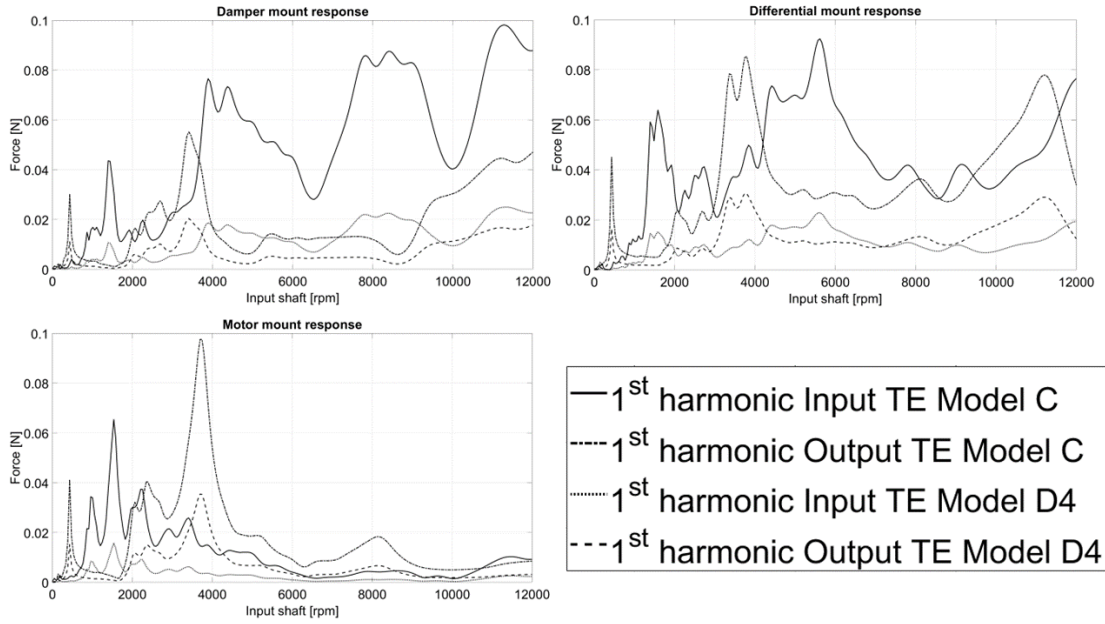 Damper mount response
0.1
0.08
0.06
0.04
0.02
0
Force [N]
0 2000 4000 6000 8000 10000 12000
Input shaft [rpm]
Differential mount response
0.1
0.08
0.06
0.04
0.02
0
Force [N]
0 2000 4000 6000 8000 10000 12000
Input shaft [rpm]
Motor mount response
0.1
0.08
0.06
0.04
0.02
0
Force [N]
0 2000 4000 6000 8000 10000 12000
Input shaft [rpm]
1st harmonic Input TE Model C
1st harmonic Output TE Model C
1st harmonic Input TE Model D4
1st harmonic Output TE Model D4